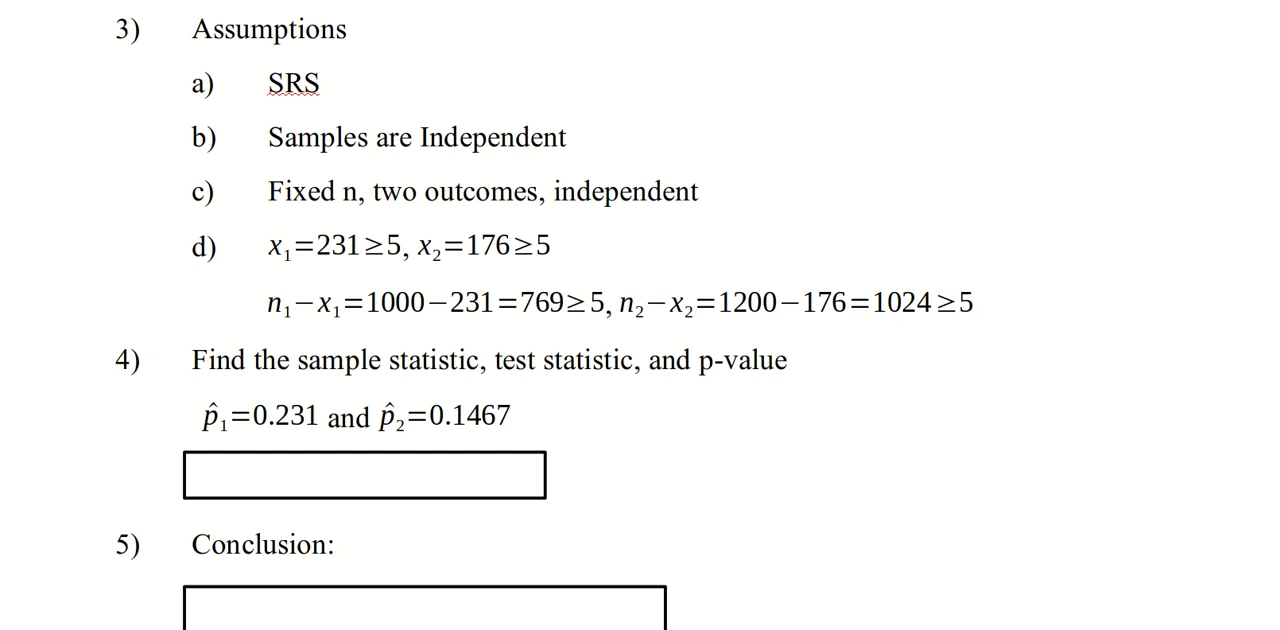 3) Assumptions
a) SRS
b) Samples are Independent
c) Fixed n, two outcomes, independent
d) x₁=231≥5, x₂=176≥5
n₁−x₁=1000−231=769≥5, n₂−x₂=1200−176=1024≥5
4) Find the sample statistic, test statistic, and p-value
p̂₁=0.231 and p̂₂=0.1467
5) Conclusion: